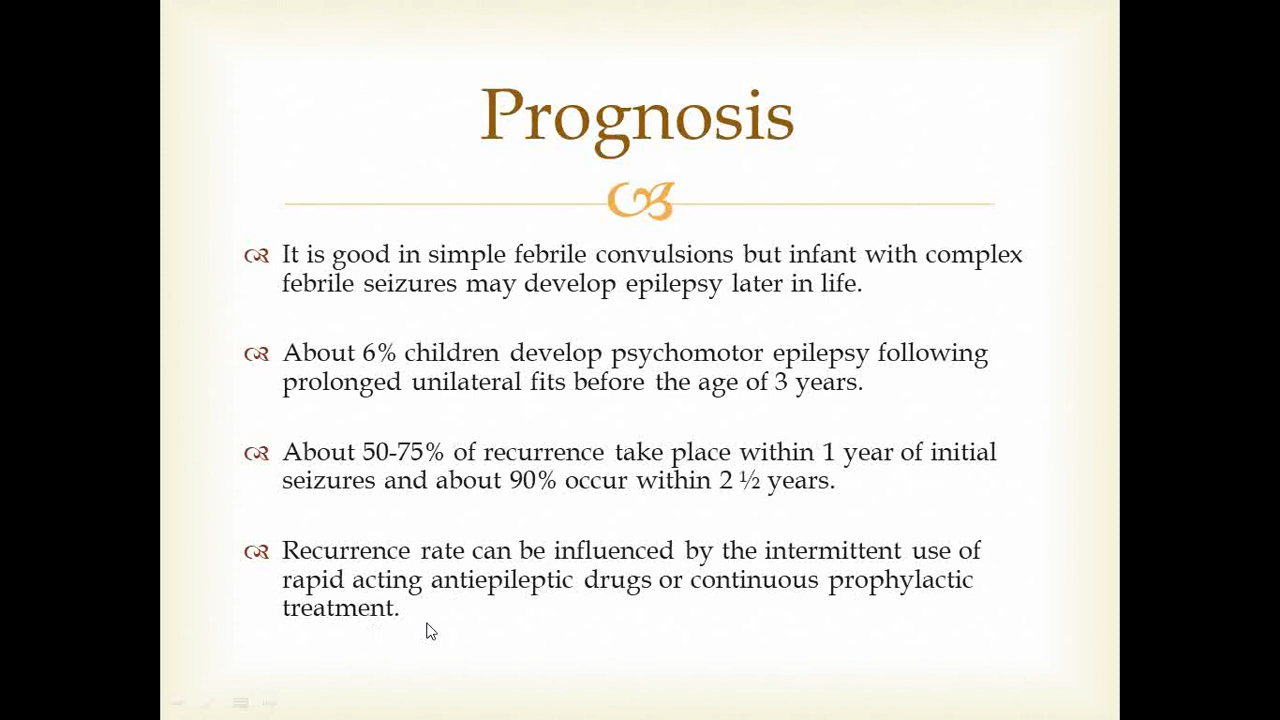 Prognosis
It is good in simple febrile convulsions but infant with complex
febrile seizures may develop epilepsy later in life.
About 6% children develop psychomotor epilepsy following
prolonged unilateral fits before the age of 3 years.
About 50-75% of recurrence take place within 1 year of initial
seizures and about 90% occur within 2 ½ years.
Recurrence rate can be influenced by the intermittent use of
rapid acting antiepileptic drugs or continuous prophylactic
treatment.